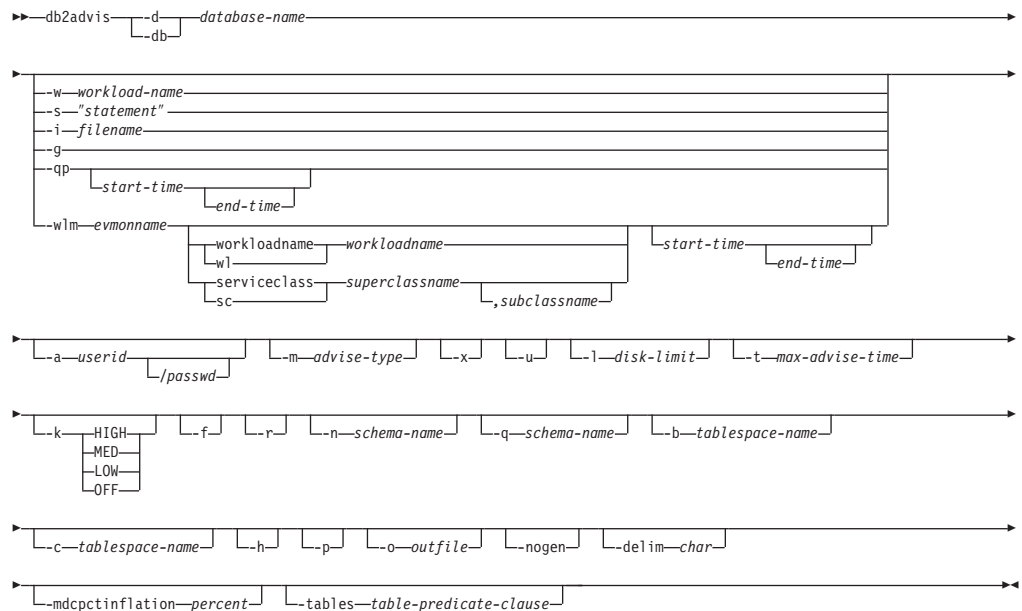 db2advis -d database-name
-db
-w workload-name
-s "statement"
-i filename
-g
-qp
start-time
end-time
-wlm evmonname
workloadname workloadname start-time
wl end-time
serviceclass superclassname
sc ,subclassname
-a userid -m advise-type -x -u -l disk-limit -t max-advise-time
/passwd
-k HIGH -f -r -n schema-name -q schema-name -b tablespace-name
MED
LOW
OFF
-c tablespace-name -h -p -o outfile -nogen -delim char
-mdcpctinflation percent -tables table-predicate-clause